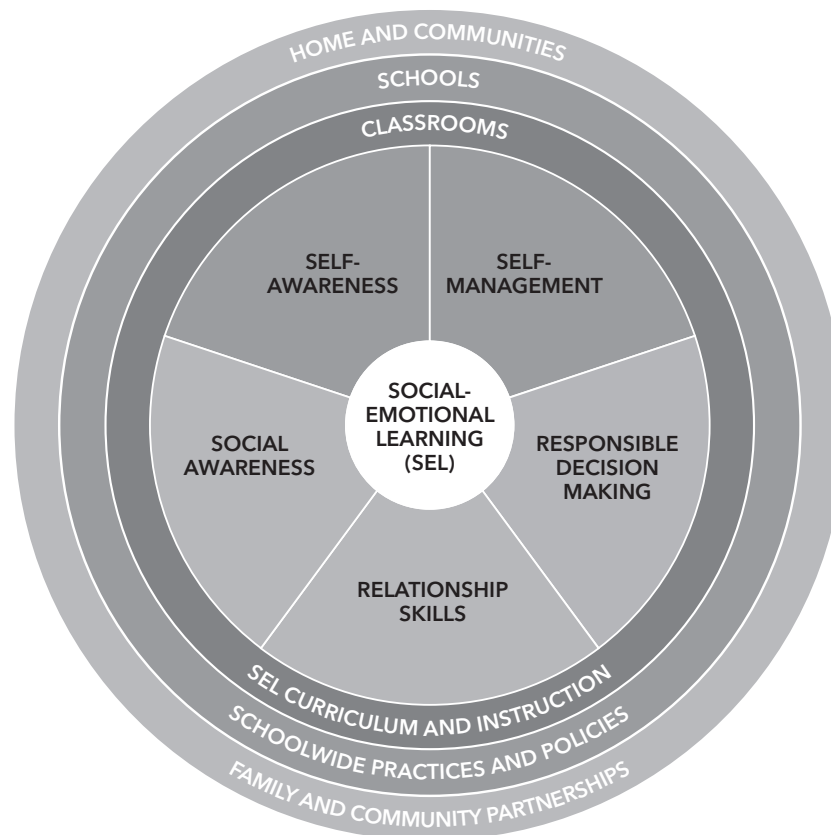 HOME AND COMMUNITIES
SCHOOLS
CLASSROOMS
SELF-
AWARENESS
SELF-
MANAGEMENT
SOCIAL-
EMOTIONAL
LEARNING
(SEL)
SOCIAL
AWARENESS
RESPONSIBLE
DECISION
MAKING
RELATIONSHIP
SKILLS
SEL CURRICULUM AND INSTRUCTION
SCHOOLWIDE PRACTICES AND POLICIES
FAMILY AND COMMUNITY PARTNERSHIPS